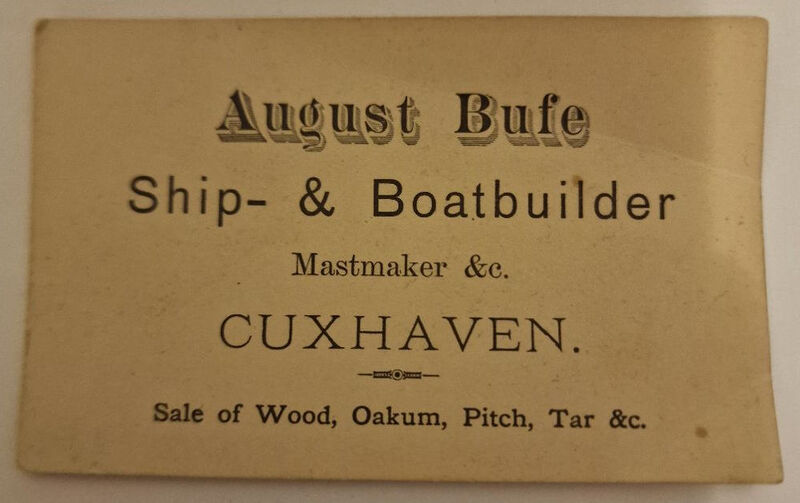 August Bufe
Ship- & Boatbuilder
Mastmaker &c.
CUXHAVEN.
Sale of Wood, Oakum, Pitch, Tar &c.